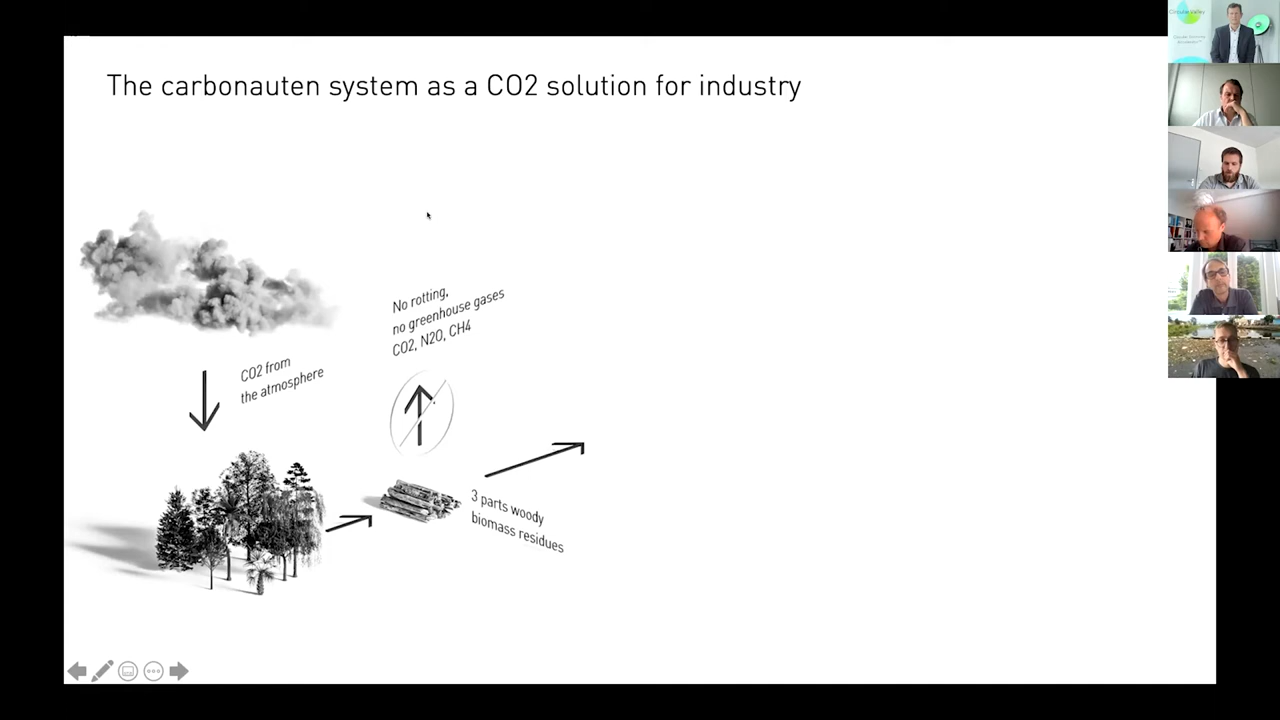 The carbonauten system as a CO2 solution for industry
No rotting,
no greenhouse gases
CO2, N2O, CH4
CO2 from
the atmosphere
3 parts woody
biomass residues